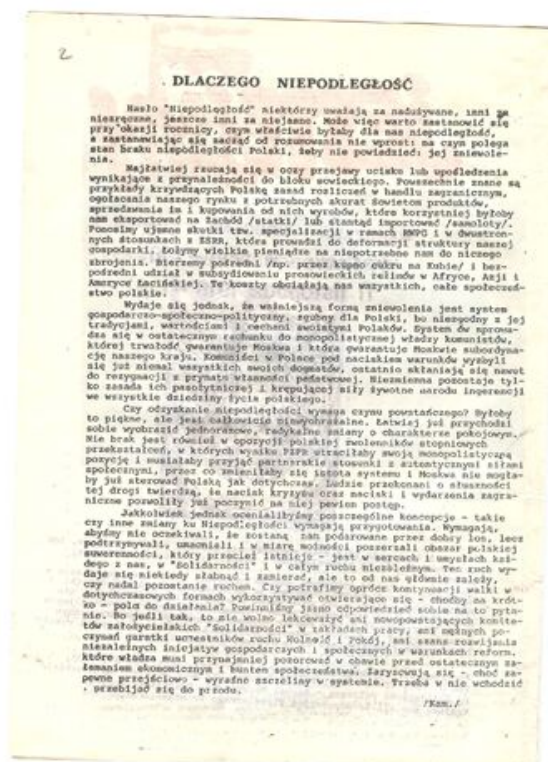 2
DLACZEGO NIEPODLEGŁOŚĆ
Hasło "Niepodległość" niektórzy uważają za nadużywane, inni za
niezręczne, jeszcze inni za niejasne. Może więc warto zastanowić się
przy okazji rocznicy, czym właściwie byłaby dla nas niepodległość,
a zastanawiając się zacząć od rozumowania nie wprost: na czym polega
stan braku niepodległości Polski, żeby nie powiedzieć: jej zniewole-
nia.
Najłatwiej rzucają się w oczy przejawy ucisku lub upośledzenia
wynikające z przynależności do bloku sowieckiego. Powszechnie znane są
przykłady krzywdzących Polskę zasad rozliczeń w handlu zagranicznym,
ogołacania naszego rynku z potrzebnych akurat Sowietom produktów,
sprzedawania im i kupowania od nich wyrobów, które korzystniej byłoby
nam eksportować na Zachód /statki/ lub stamtąd importować /samoloty/.
Ponosimy ujemne skutki tzw. specjalizacji w ramach RWPG i w dwustron-
nych stosunkach z ZSRR, która prowadzi do deformacji struktury naszej
gospodarki. Łożymy wielkie pieniądze na niepotrzebne nam do niczego
zbrojenia. Bierzemy pośredni /np. przez kupno cukru na Kubie/ i bez-
pośredni udział w subsydiowaniu prosowieckich reżimów w Afryce, Azji i
Ameryce Łacińskiej. Te koszty obciążają nas wszystkich, całe społeczeń-
stwo polskie.
Wydaje się jednak, że ważniejszą formą zniewolenia jest system
gospodarczo-społeczno-polityczny, zgubny dla Polski, bo niezgodny z jej
tradycjami, wartościami i cechami swoistymi Polaków. System ów sprowa-
dza się w ostatecznym rachunku do monopolistycznej władzy komunistów,
której trwałość gwarantuje Moskwa i która gwarantuje Moskwie subordyna-
cję naszego kraju. Komuniści w Polsce pod naciskiem warunków wyzbyli
się już niemal wszystkich swoich dogmatów, ostatnio skłaniają się nawet
do rezygnacji z prymatu własności państwowej. Niezmienna pozostaje tyl-
ko zasada ich pasożytniczej i krępującej siły żywotne narodu ingerencji
we wszystkie dziedziny życia polskiego.
Czy odzyskanie niepodległości wymaga czynu powstańczego? Byłoby
to piękne, ale jest całkowicie niewyobrażalne. Łatwiej już przychodzi
sobie wyobrazić jednorazowe, radykalne zmiany o charakterze pokojowym.
Nie brak jest również w opozycji polskiej zwolenników stopniowych
przekształceń, w których wyniku PZPR utraciłaby swoją monopolistyczną
pozycję i musiałaby przyjąć partnerskie stosunki z autentycznymi siłami
społecznymi, przez co zmieniłaby się istota systemu i Moskwa nie mogła-
by już sterować Polską jak dotychczas. Ludzie przekonani o słuszności
tej drogi twierdzą, że nacisk kryzysu oraz naciski i wydarzenia zagra-
niczne pozwoliły już poczynić na niej pewien postęp.
Jakkolwiek jednak ocenialibyśmy poszczególne koncepcje - takie
czy inne zmiany ku Niepodległości wymagają przygotowania. Wymagają,
abyśmy nie oczekiwali, że zostaną nam podarowane przez dobry los, lecz
podtrzymywali, umacniali i w miarę możności poszerzali obszar polskiej
suwerenności, który przecież istnieje - jest w sercach i umysłach każ-
dego z nas, w "Solidarności" i w całym ruchu niezależnym. Ten ruch wy-
daje się niekiedy słabnąć i zamierać, ale to od nas głównie zależy,
czy nadal pozostanie ruchem. Czy potrafimy oprócz kontynuacji walki w
dotychczasowych formach wykorzystywać otwierające się - choćby na krót-
ko - pola do działania? Powinniśmy jasno odpowiedzieć sobie na to pyta-
nie. Bo jeśli tak, to nie wolno lekceważyć ani nowopowstających komite-
tów założycielskich "Solidarności" w zakładach pracy, ani mężnych po-
czynań garstki uczestników ruchu Wolność i Pokój, ani szans rozwijania
niezależnych inicjatyw gospodarczych i społecznych w warunkach reform,
które władza musi przynajmniej pozorować w obawie przed ostatecznym za-
łamaniem ekonomicznym i buntem społeczeństwa. Zarysowują się - choć za-
pewne przejściowo - wyraźne szczeliny w systemie. Trzeba w nie wchodzić
i przebijać się do przodu.
/Kam./